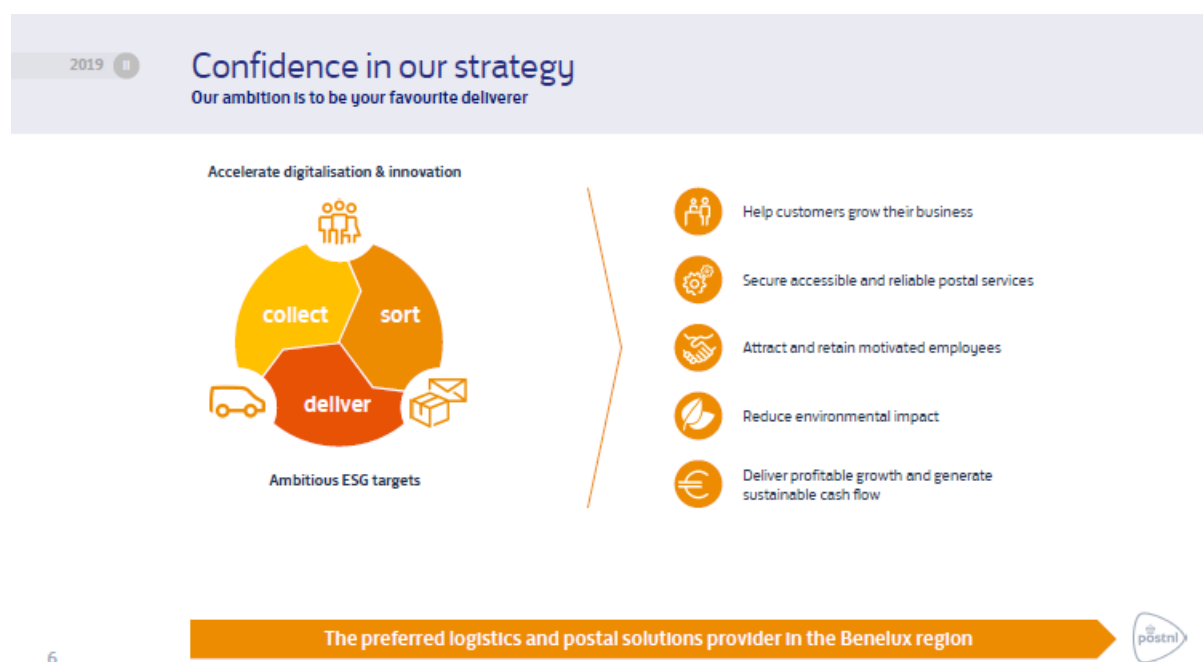 2019 II
Confidence in our strategy
Our ambition is to be your favourite deliverer
Accelerate digitalisation & innovation
collect
sort
deliver
Ambitious ESG targets
Help customers grow their business
Secure accessible and reliable postal services
Attract and retain motivated employees
Reduce environmental impact
Deliver profitable growth and generate
sustainable cash flow
The preferred logistics and postal solutions provider in the Benelux region
postnl
6